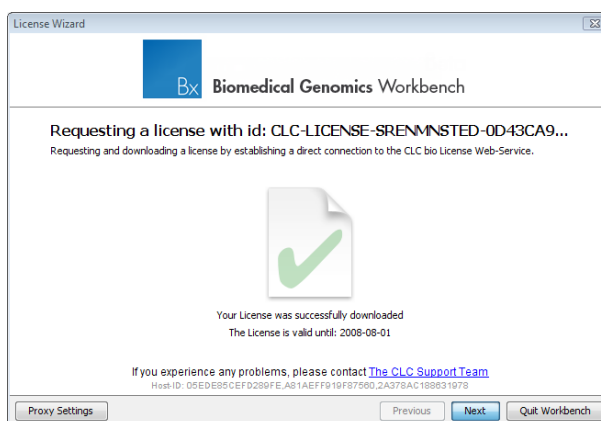 License Wizard
Bx Biomedical Genomics Workbench
Requesting a license with id: CLC-LICENSE-SRENMNSTED-0D43CA9...
Requesting and downloading a license by establishing a direct connection to the CLC bio License Web-Service.
Your License was successfully downloaded
The License is valid until: 2008-08-01
If you experience any problems, please contact The CLC Support Team
Host-ID: D5EDE85CEFD289FE,A81AEFF919F87560,2A378AC188631978
Proxy Settings Previous Next Quit Workbench